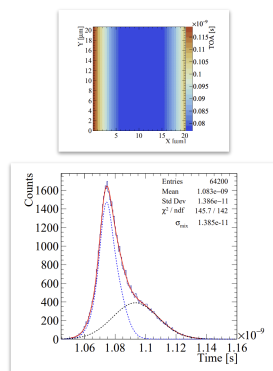 ×10⁻⁹
Y [μm]
TOA [s]
20
18
16
14
12
10
8
6
4
2
0
0.115
0.11
0.105
0.1
0.095
0.09
0.085
0.08
0 5 10 15 20
X [um]
Counts
1600
1400
1200
1000
800
600
400
200
0
Entries 64200
Mean 1.083e−09
Std Dev 1.386e−11
χ² / ndf 145.7 / 142
σmix 1.385e-11
1.06 1.08 1.1 1.12 1.14 1.16
×10⁻⁹
Time [s]